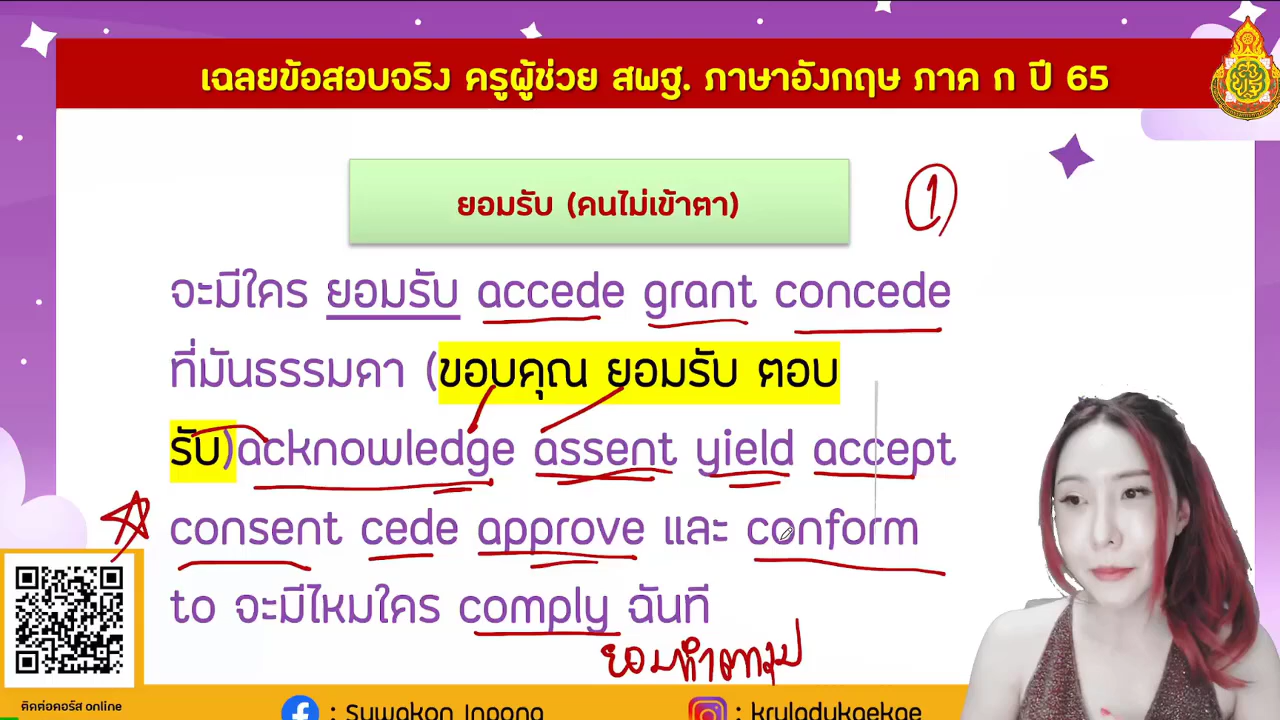 เฉลยข้อสอบจริง ครูผู้ช่วย สพฐ. ภาษาอังกฤษ ภาค ก ปี 65
ยอมรับ (คนไม่เข้าตา)
1
จะมีใคร ยอมรับ accede grant concede
ที่มันธรรมดา (ขอบคุณ ยอมรับ ตอบ
รับ)acknowledge assent yield accept
consent cede approve และ conform
to จะมีไหมใคร comply ฉันที
ยอมทำตาม
ติดต่อคอร์ส online
: Suwakon Inpong
: kruladykaekae